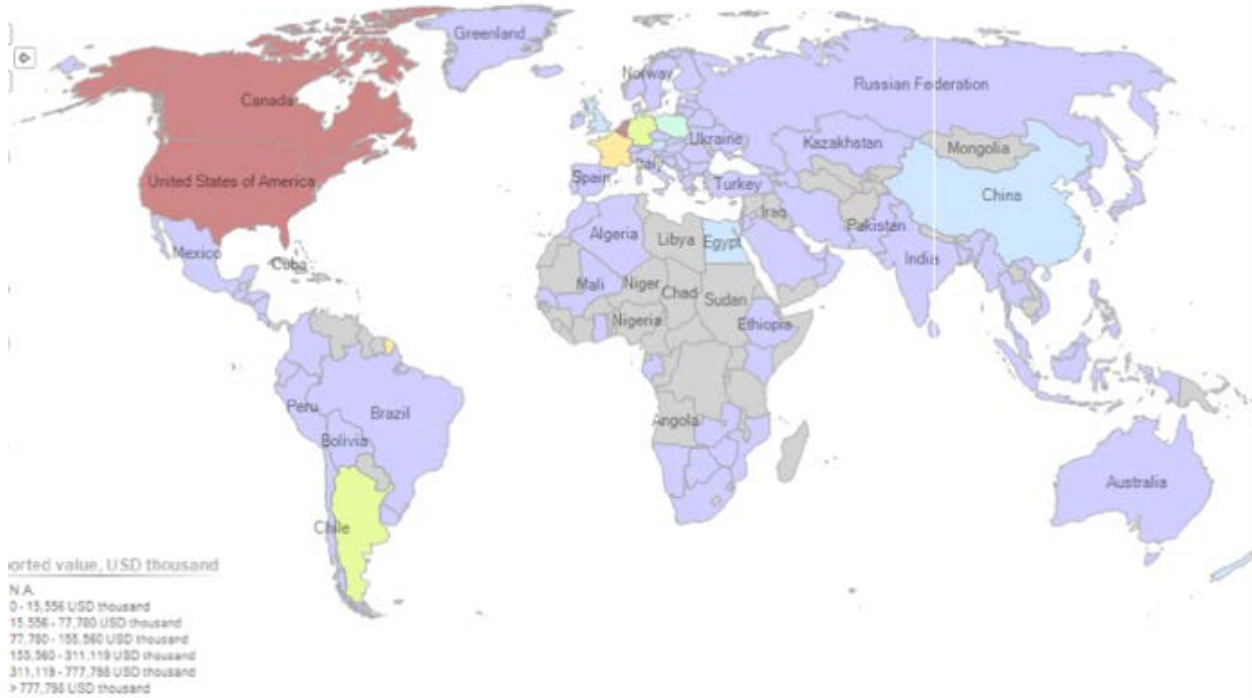 Greenland
Norway
Russian Federation
Canada
Ukraine
Kazakhstan
Mongolia
Italy
United States of America
Spain
Turkey
China
Iraq
Pakistan
Algeria
Libya
Egypt
India
Mexico
Cuba
Mali
Niger
Chad
Sudan
Nigeria
Ethiopia
Peru
Brazil
Angola
Bolivia
Australia
Chile
orted value, USD thousand
N.A.
0 - 15,556 USD thousand
15,556 - 77,780 USD thousand
77,780 - 155,560 USD thousand
155,560 - 311,119 USD thousand
311,119 - 777,798 USD thousand
> 777,798 USD thousand